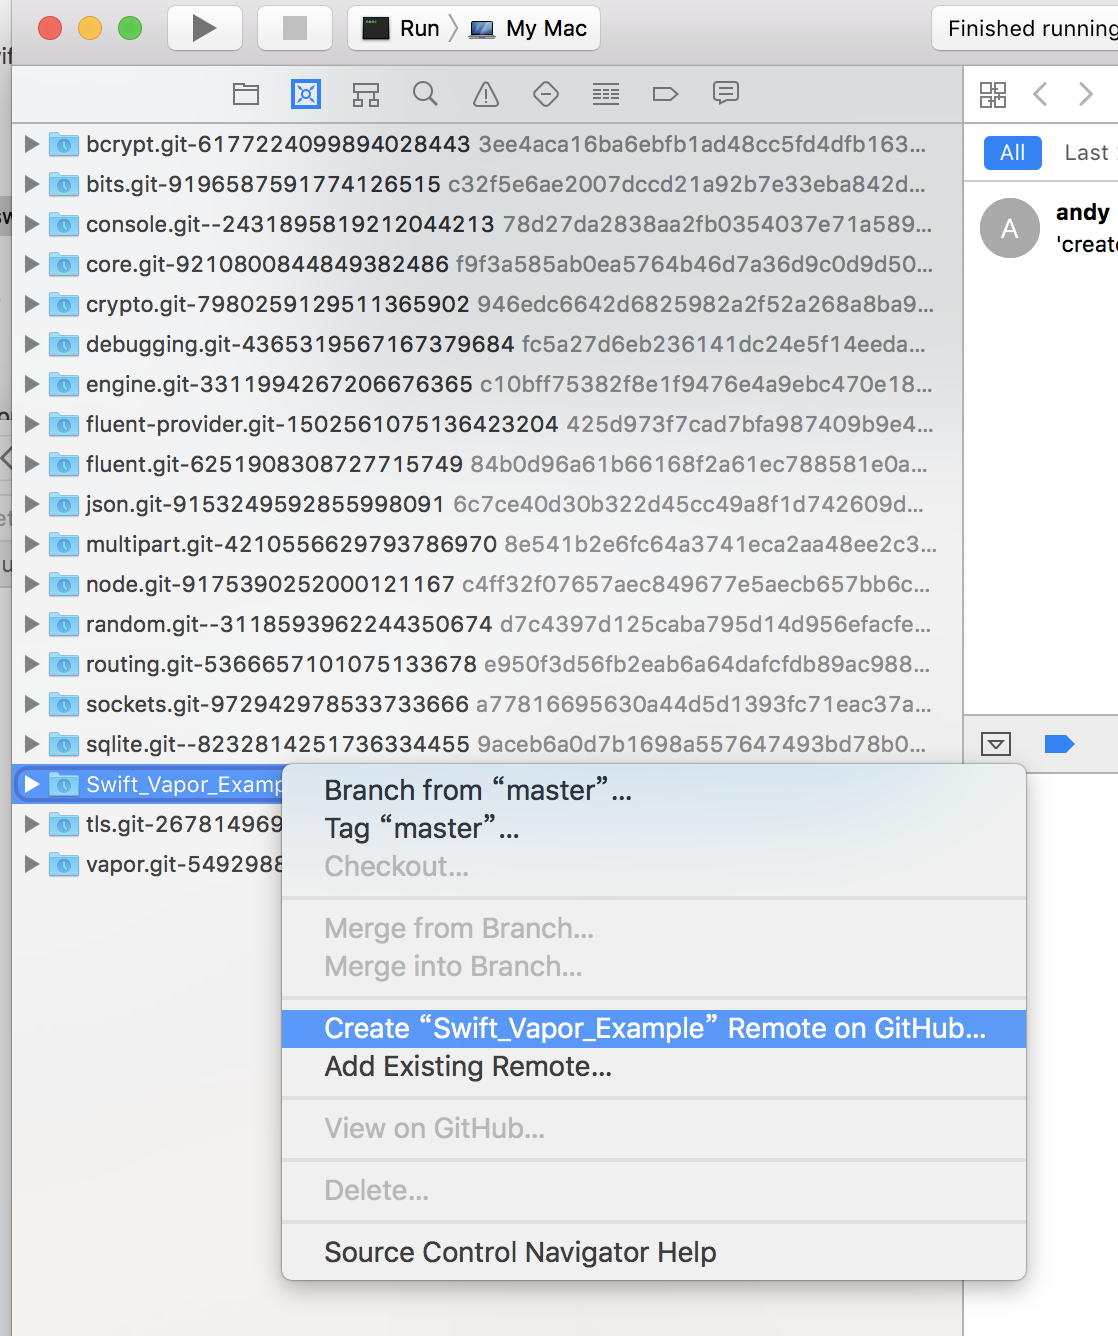 Run
My Mac
Finished running
All
Last
A
andy
'create
bcrypt.git-6177224099894028443 3ee4aca16ba6ebfb1ad48cc5fd4dfb163...
bits.git-9196587591774126515 c32f5e6ae2007dccd21a92b7e33eba842d...
console.git--2431895819212044213 78d27da2838aa2fb0354037e71a589...
core.git-9210800844849382486 f9f3a585ab0ea5764b46d7a36d9c0d9d50...
crypto.git-7980259129511365902 946edc6642d6825982a2f52a268a8ba9...
debugging.git-4365319567167379684 fc5a27d6eb236141dc24e5f14eeda...
engine.git-3311994267206676365 c10bff75382f8e1f9476e4a9ebc470e18...
fluent-provider.git-1502561075136423204 425d973f7cad7bfa987409b9e4...
fluent.git-6251908308727715749 84b0d96a61b66168f2a61ec788581e0a...
json.git-9153249592855998091 6c7ce40d30b322d45cc49a8f1d742609d...
multipart.git-4210556629793786970 8e541b2e6fc64a3741eca2aa48ee2c3...
node.git-9175390252000121167 c4ff32f07657aec849677e5aecb657bb6c...
random.git--3118593962244350674 d7c4397d125caba795d14d956efacfe...
routing.git-5366657101075133678 e950f3d56fb2eab6a64dafcfdb89ac988...
sockets.git-972942978533733666 a77816695630a44d5d1393fc71eac37a...
sqlite.git--8232814251736334455 9aceb6a0d7b1698a557647493bd78b0...
Swift_Vapor_Examp
tls.git-267814969
vapor.git-5492988
Branch from “master”...
Tag “master”...
Checkout...
Merge from Branch...
Merge into Branch...
Create “Swift_Vapor_Example” Remote on GitHub...
Add Existing Remote...
View on GitHub...
Delete...
Source Control Navigator Help